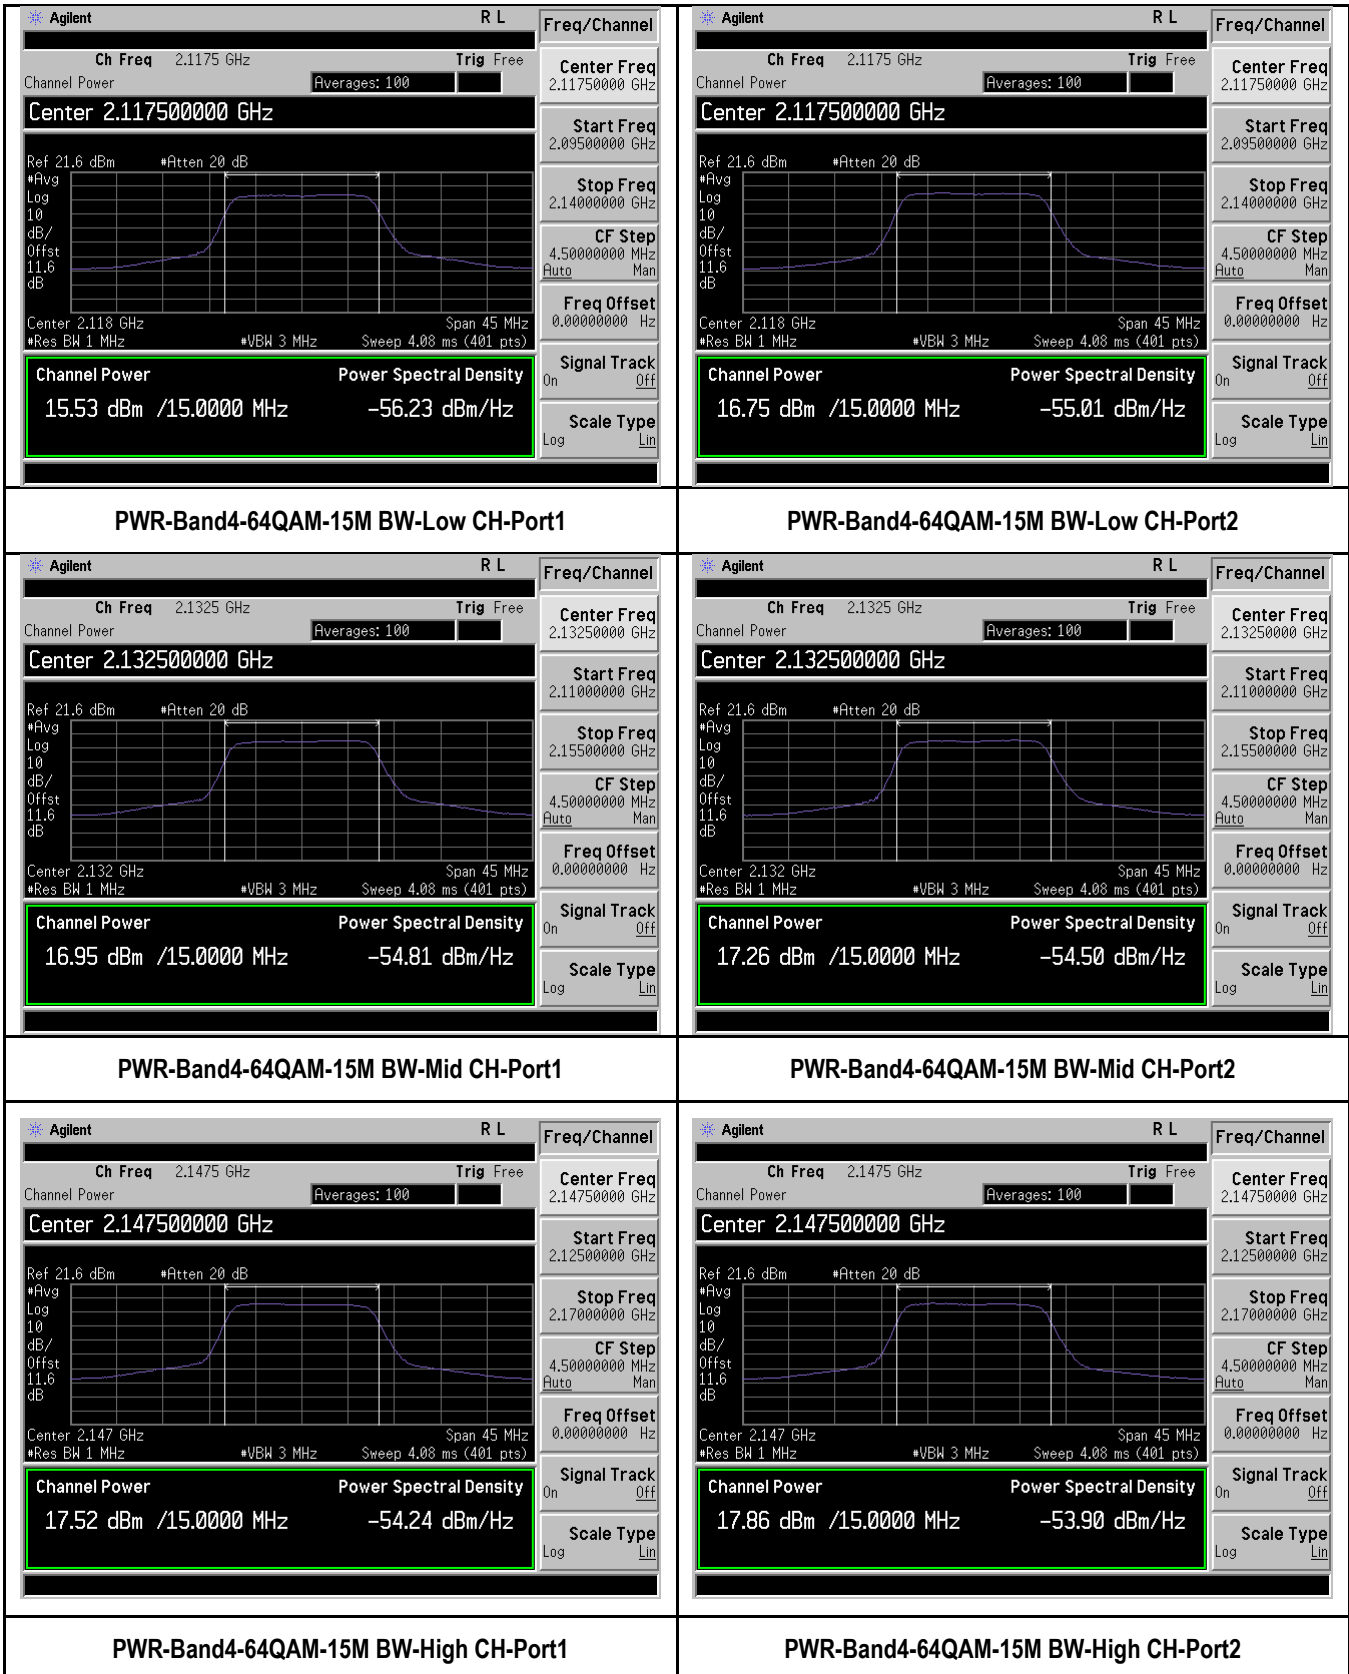 Agilent R L Freq/Channel
Ch Freq 2.1175 GHz Trig Free
Channel Power Averages: 100
Center 2.117500000 GHz
Ref 21.6 dBm #Atten 20 dB
#Avg
Log
10
dB/
Offst
11.6
dB
Center 2.118 GHz Span 45 MHz
#Res BW 1 MHz #VBW 3 MHz Sweep 4.08 ms (401 pts)
Channel Power Power Spectral Density
15.53 dBm /15.0000 MHz -56.23 dBm/Hz
Center Freq
2.11750000 GHz
Start Freq
2.09500000 GHz
Stop Freq
2.14000000 GHz
CF Step
4.50000000 MHz
Auto Man
Freq Offset
0.00000000 Hz
Signal Track
On Off
Scale Type
Log Lin
PWR-Band4-64QAM-15M BW-Low CH-Port1
Agilent R L Freq/Channel
Ch Freq 2.1175 GHz Trig Free
Channel Power Averages: 100
Center 2.117500000 GHz
Ref 21.6 dBm #Atten 20 dB
#Avg
Log
10
dB/
Offst
11.6
dB
Center 2.118 GHz Span 45 MHz
#Res BW 1 MHz #VBW 3 MHz Sweep 4.08 ms (401 pts)
Channel Power Power Spectral Density
16.75 dBm /15.0000 MHz -55.01 dBm/Hz
Center Freq
2.11750000 GHz
Start Freq
2.09500000 GHz
Stop Freq
2.14000000 GHz
CF Step
4.50000000 MHz
Auto Man
Freq Offset
0.00000000 Hz
Signal Track
On Off
Scale Type
Log Lin
PWR-Band4-64QAM-15M BW-Low CH-Port2
Agilent R L Freq/Channel
Ch Freq 2.1325 GHz Trig Free
Channel Power Averages: 100
Center 2.132500000 GHz
Ref 21.6 dBm #Atten 20 dB
#Avg
Log
10
dB/
Offst
11.6
dB
Center 2.132 GHz Span 45 MHz
#Res BW 1 MHz #VBW 3 MHz Sweep 4.08 ms (401 pts)
Channel Power Power Spectral Density
16.95 dBm /15.0000 MHz -54.81 dBm/Hz
Center Freq
2.13250000 GHz
Start Freq
2.11000000 GHz
Stop Freq
2.15500000 GHz
CF Step
4.50000000 MHz
Auto Man
Freq Offset
0.00000000 Hz
Signal Track
On Off
Scale Type
Log Lin
PWR-Band4-64QAM-15M BW-Mid CH-Port1
Agilent R L Freq/Channel
Ch Freq 2.1325 GHz Trig Free
Channel Power Averages: 100
Center 2.132500000 GHz
Ref 21.6 dBm #Atten 20 dB
#Avg
Log
10
dB/
Offst
11.6
dB
Center 2.132 GHz Span 45 MHz
#Res BW 1 MHz #VBW 3 MHz Sweep 4.08 ms (401 pts)
Channel Power Power Spectral Density
17.26 dBm /15.0000 MHz -54.50 dBm/Hz
Center Freq
2.13250000 GHz
Start Freq
2.11000000 GHz
Stop Freq
2.15500000 GHz
CF Step
4.50000000 MHz
Auto Man
Freq Offset
0.00000000 Hz
Signal Track
On Off
Scale Type
Log Lin
PWR-Band4-64QAM-15M BW-Mid CH-Port2
Agilent R L Freq/Channel
Ch Freq 2.1475 GHz Trig Free
Channel Power Averages: 100
Center 2.147500000 GHz
Ref 21.6 dBm #Atten 20 dB
#Avg
Log
10
dB/
Offst
11.6
dB
Center 2.147 GHz Span 45 MHz
#Res BW 1 MHz #VBW 3 MHz Sweep 4.08 ms (401 pts)
Channel Power Power Spectral Density
17.52 dBm /15.0000 MHz -54.24 dBm/Hz
Center Freq
2.14750000 GHz
Start Freq
2.12500000 GHz
Stop Freq
2.17000000 GHz
CF Step
4.50000000 MHz
Auto Man
Freq Offset
0.00000000 Hz
Signal Track
On Off
Scale Type
Log Lin
PWR-Band4-64QAM-15M BW-High CH-Port1
Agilent R L Freq/Channel
Ch Freq 2.1475 GHz Trig Free
Channel Power Averages: 100
Center 2.147500000 GHz
Ref 21.6 dBm #Atten 20 dB
#Avg
Log
10
dB/
Offst
11.6
dB
Center 2.147 GHz Span 45 MHz
#Res BW 1 MHz #VBW 3 MHz Sweep 4.08 ms (401 pts)
Channel Power Power Spectral Density
17.86 dBm /15.0000 MHz -53.90 dBm/Hz
Center Freq
2.14750000 GHz
Start Freq
2.12500000 GHz
Stop Freq
2.17000000 GHz
CF Step
4.50000000 MHz
Auto Man
Freq Offset
0.00000000 Hz
Signal Track
On Off
Scale Type
Log Lin
PWR-Band4-64QAM-15M BW-High CH-Port2